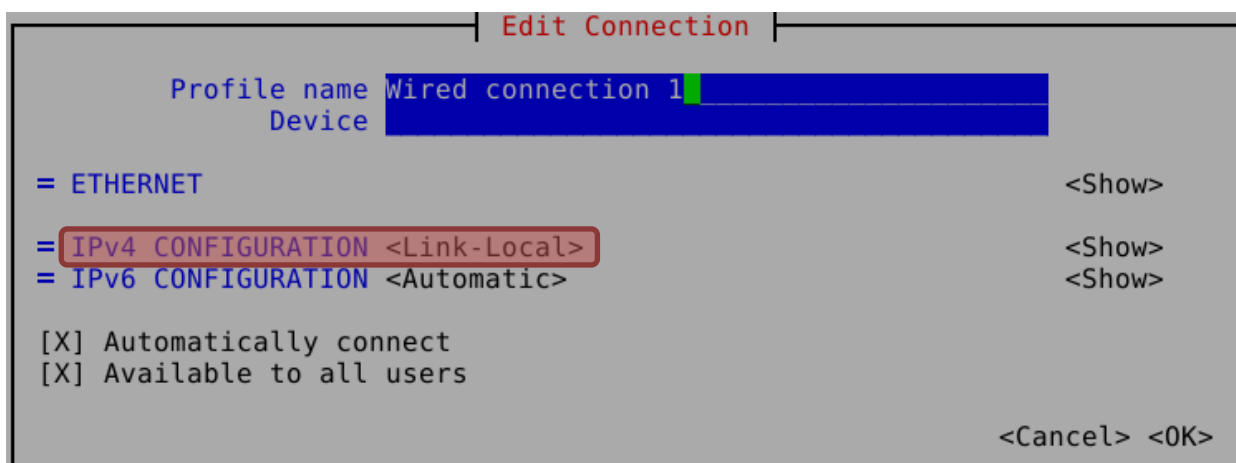 Edit Connection
Profile name Wired connection 1
Device
= ETHERNET <Show>
= IPv4 CONFIGURATION <Link-Local> <Show>
= IPv6 CONFIGURATION <Automatic> <Show>
[X] Automatically connect
[X] Available to all users
<Cancel> <OK>